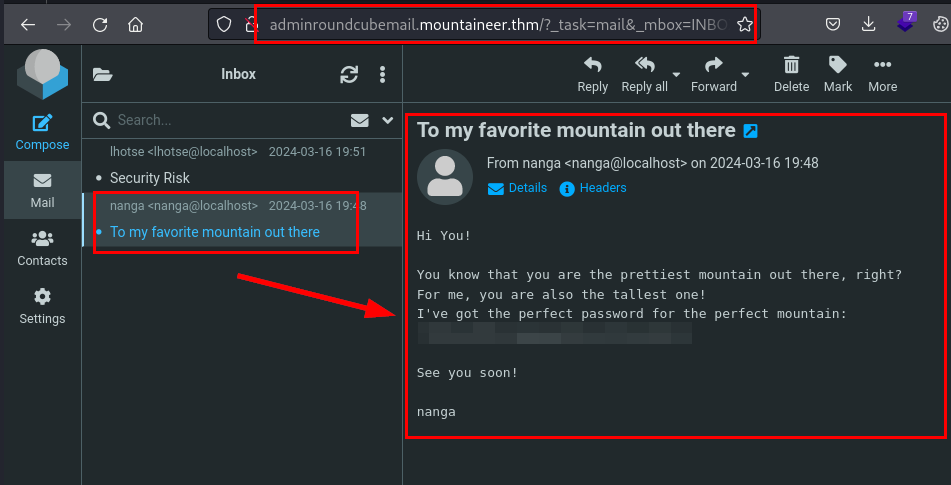 adminroundcubemail.mountaineer.thm/?_task=mail&_mbox=INBO
7
Inbox
Reply
Reply all
Forward
Delete
Mark
More
Search...
Compose
Mail
Contacts
Settings
lhotse <lhotse@localhost> 2024-03-16 19:51
Security Risk
nanga <nanga@localhost> 2024-03-16 19:48
To my favorite mountain out there
To my favorite mountain out there
From nanga <nanga@localhost> on 2024-03-16 19:48
Details
Headers
Hi You!
You know that you are the prettiest mountain out there, right?
For me, you are also the tallest one!
I've got the perfect password for the perfect mountain:
See you soon!
nanga